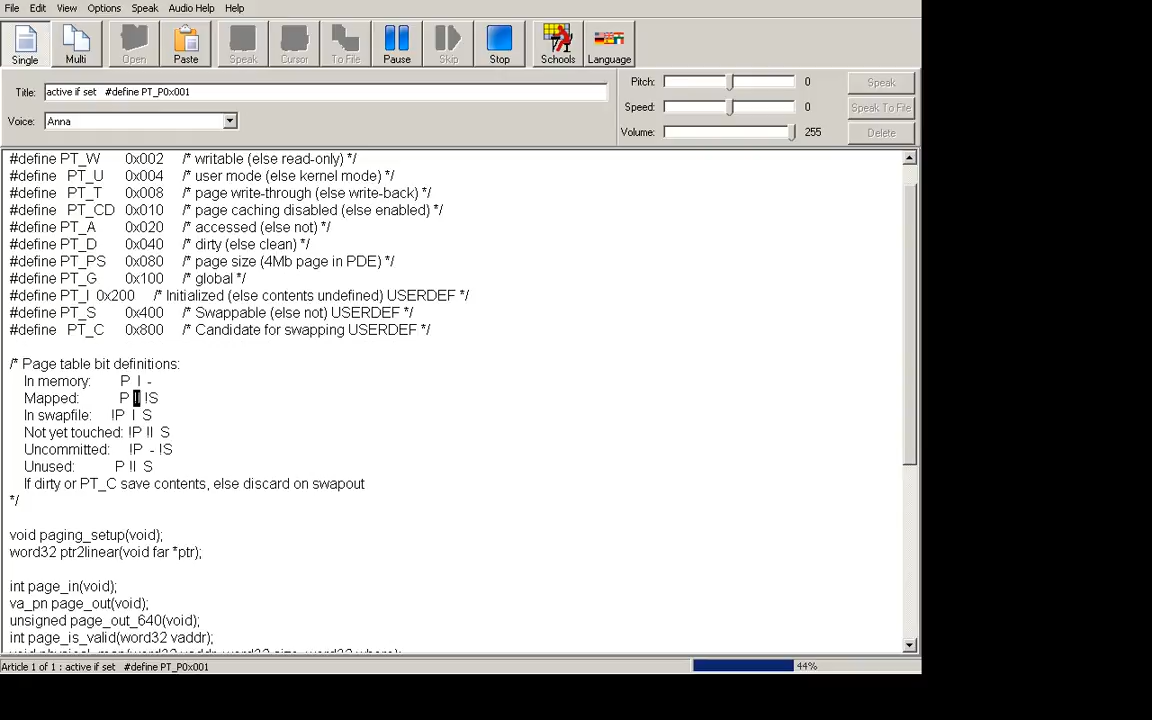 File Edit View Options Speak Audio Help Help
Single Multi Open Paste Speak Cursor To File Pause Skip Stop Schools Language
Title: active if set #define PT_P0x001
Voice: Anna
Pitch: 0 Speak
Speed: 0 Speak To File
Volume: 255 Delete
#define PT_W 0x002 /* writable (else read-only) */
#define PT_U 0x004 /* user mode (else kernel mode) */
#define PT_T 0x008 /* page write-through (else write-back) */
#define PT_CD 0x010 /* page caching disabled (else enabled) */
#define PT_A 0x020 /* accessed (else not) */
#define PT_D 0x040 /* dirty (else clean) */
#define PT_PS 0x080 /* page size (4Mb page in PDE) */
#define PT_G 0x100 /* global */
#define PT_I 0x200 /* Initialized (else contents undefined) USERDEF */
#define PT_S 0x400 /* Swappable (else not) USERDEF */
#define PT_C 0x800 /* Candidate for swapping USERDEF */
/* Page table bit definitions:
In memory: P I -
Mapped: P !I !S
In swapfile: !P I S
Not yet touched: !P !I S
Uncommitted: !P - !S
Unused: P !I S
If dirty or PT_C save contents, else discard on swapout
*/
void paging_setup(void);
word32 ptr2linear(void far *ptr);
int page_in(void);
va_pn page_out(void);
unsigned page_out_640(void);
int page_is_valid(word32 vaddr);
void physical_map(word32 vaddr, word32 size, word32 where);
Article 1 of 1 : active if set #define PT_P0x001 44%